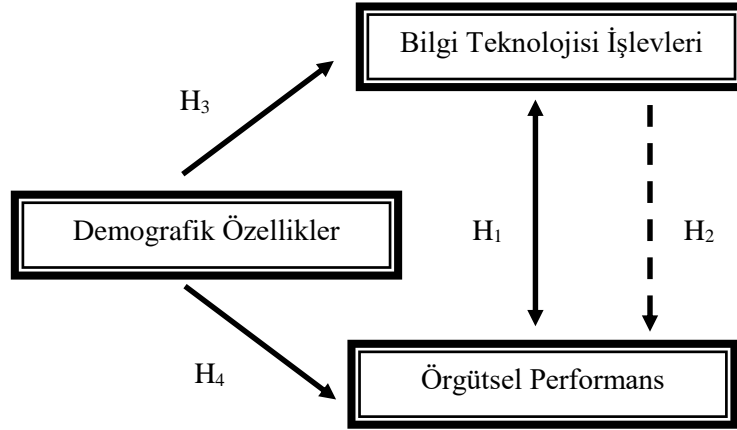 Bilgi Teknolojisi İşlevleri
H₃
Demografik Özellikler
H₁
H₂
H₄
Örgütsel Performans